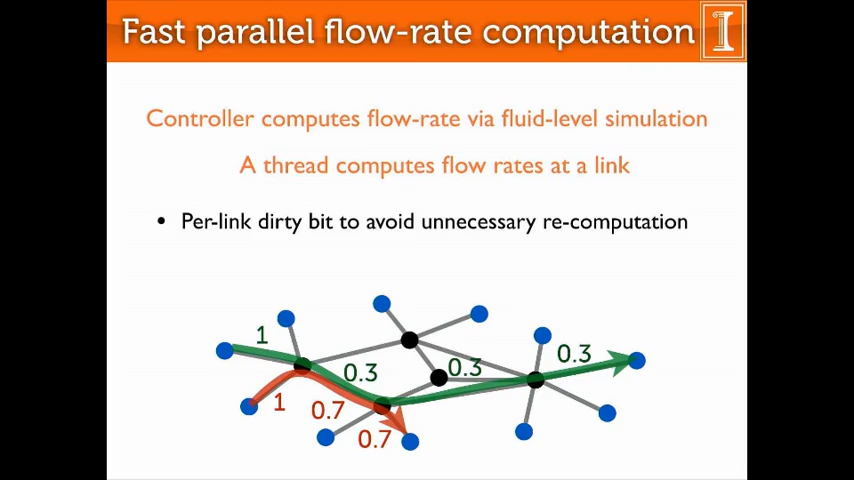 Fast parallel flow-rate computation
I
Controller computes flow-rate via fluid-level simulation
A thread computes flow rates at a link
• Per-link dirty bit to avoid unnecessary re-computation
1
0.3
0.3
0.3
1
0.7
0.7